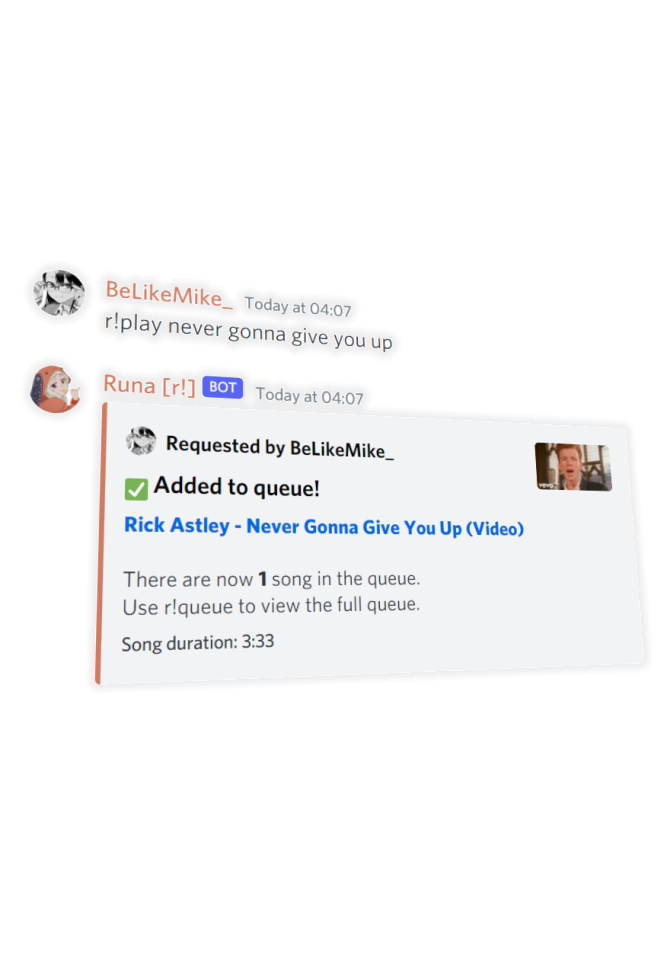 BeLikeMike_ Today at 04:07
r!play never gonna give you up
Runa [r!] BOT Today at 04:07
Requested by BeLikeMike_
Added to queue!
Rick Astley - Never Gonna Give You Up (Video)
vevo
There are now 1 song in the queue.
Use r!queue to view the full queue.
Song duration: 3:33